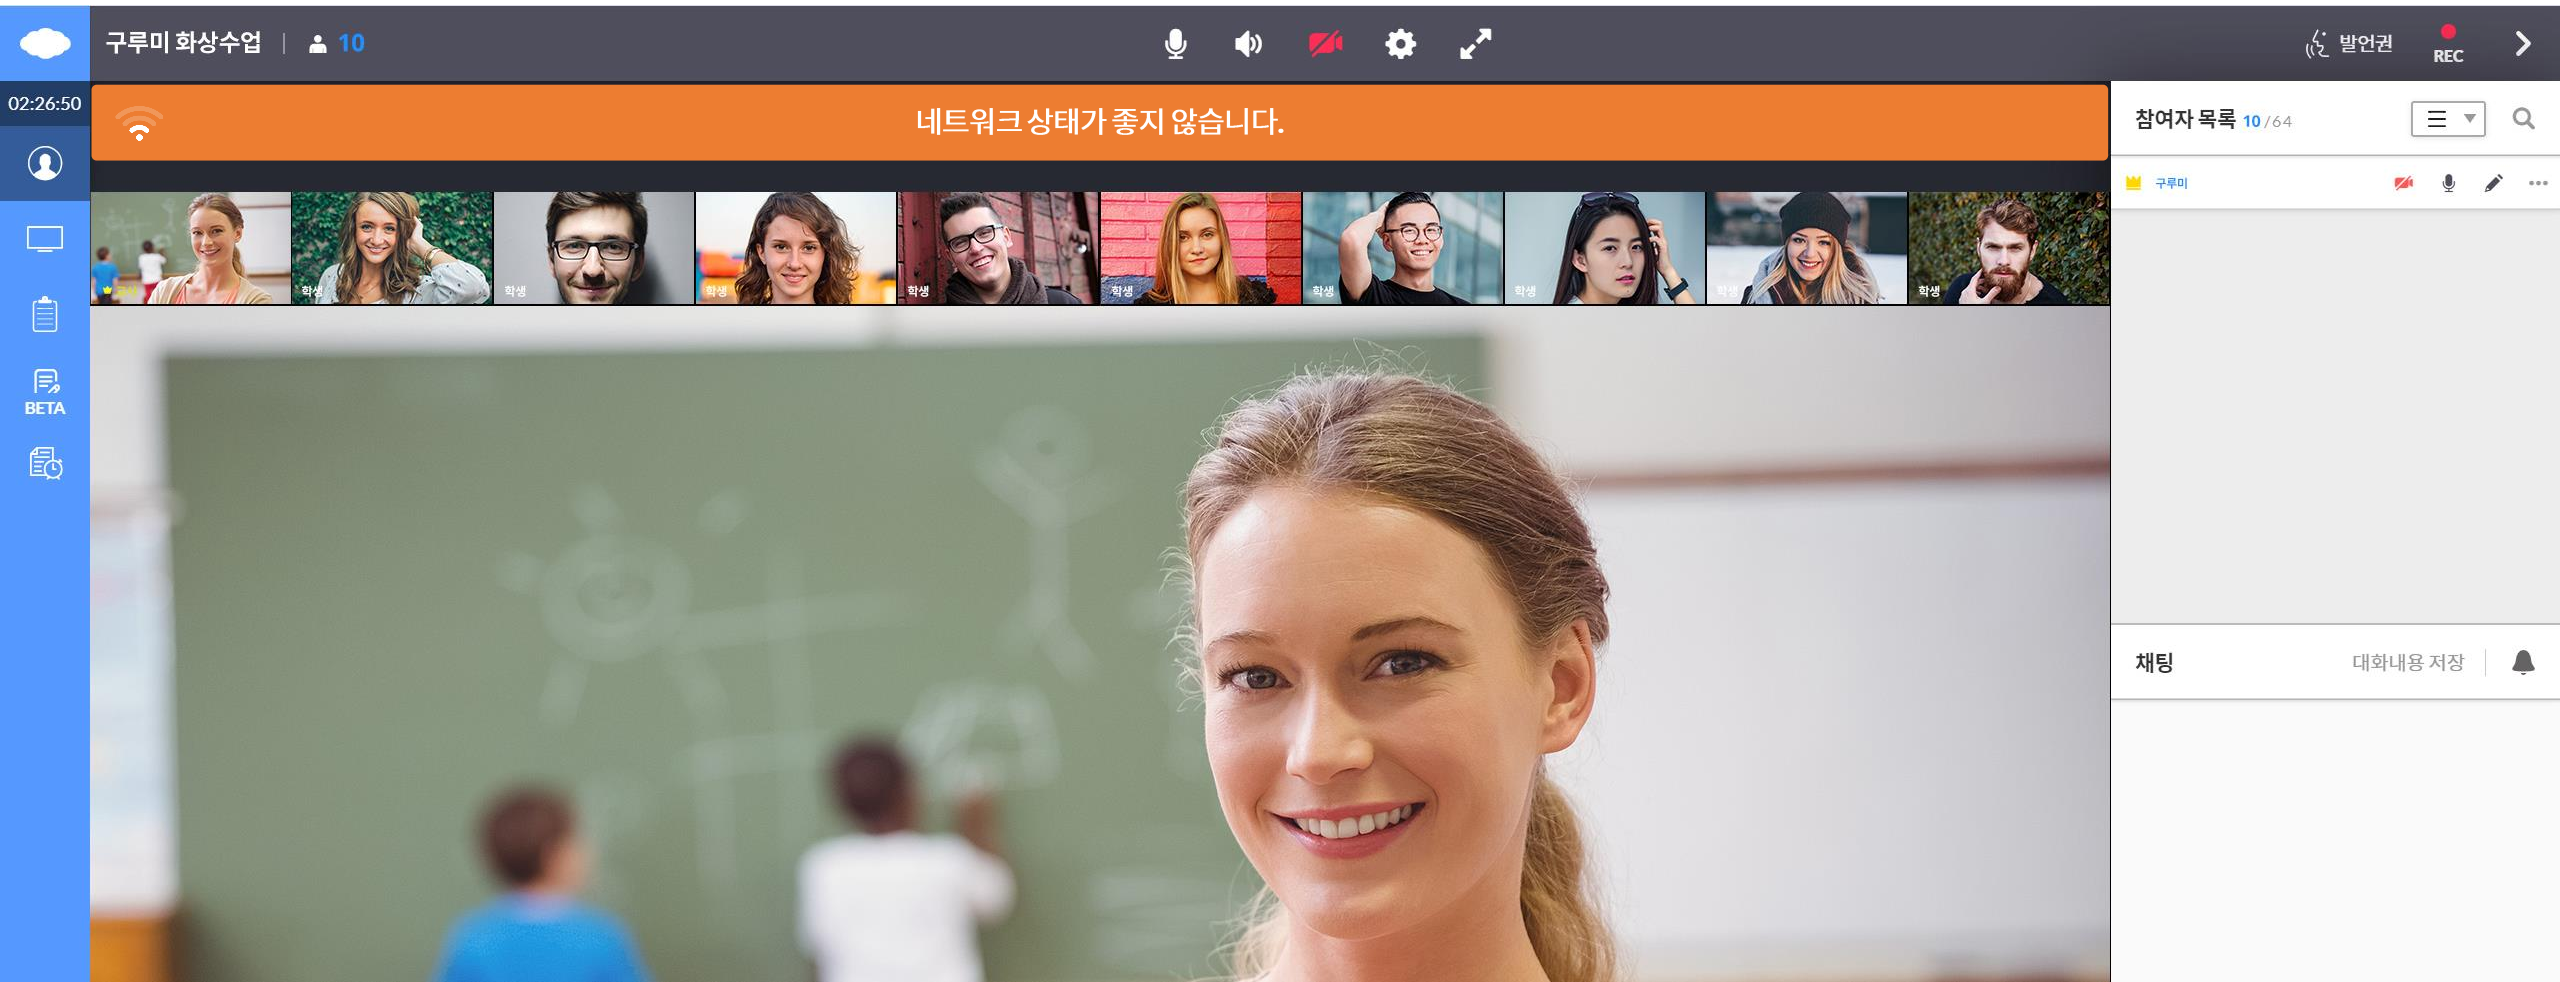 구루미 화상수업
10
발언권
REC
02:26:50
네트워크 상태가 좋지 않습니다.
참여자 목록 10/64
구루미
BETA
학생
학생
학생
학생
학생
학생
학생
학생
학생
채팅
대화내용 저장